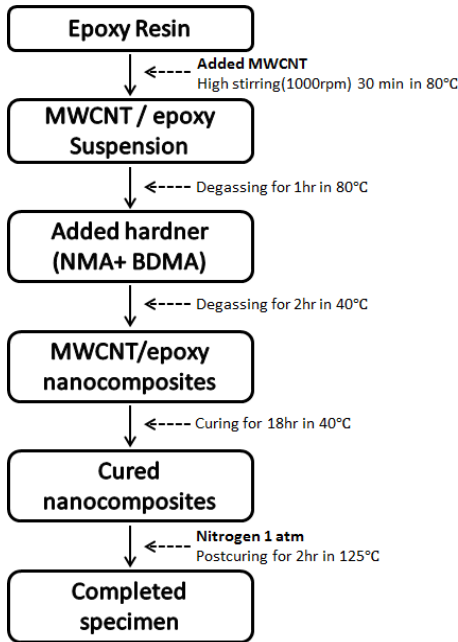 Epoxy Resin
Added MWCNT
High stirring(1000rpm) 30 min in 80℃
MWCNT / epoxy
Suspension
Degassing for 1hr in 80℃
Added hardner
(NMA+ BDMA)
Degassing for 2hr in 40℃
MWCNT/epoxy
nanocomposites
Curing for 18hr in 40℃
Cured
nanocomposites
Nitrogen 1 atm
Postcuring for 2hr in 125℃
Completed
specimen